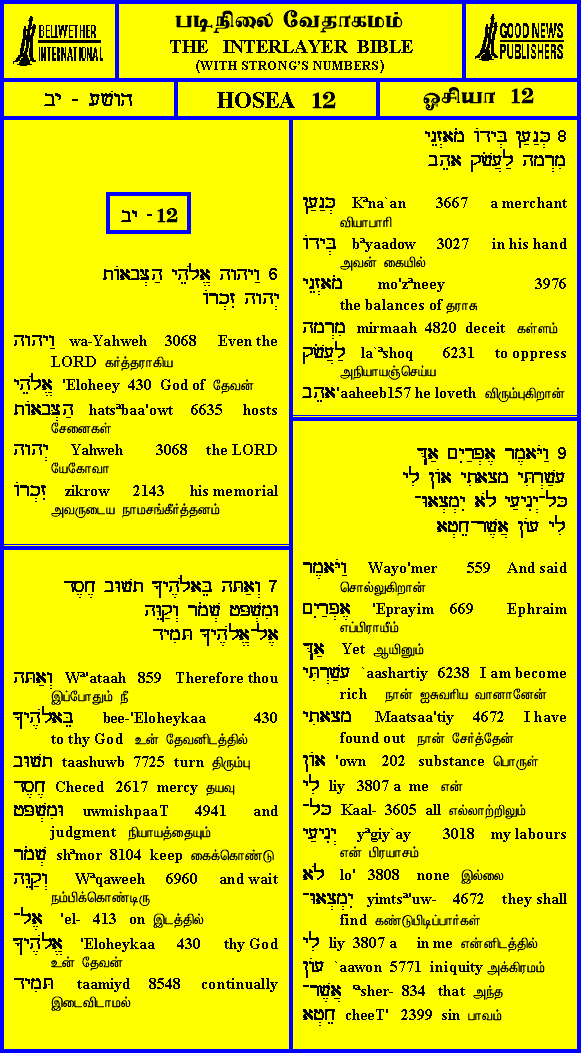 BELLWETHER
INTERNATIONAL
படிநிலை வேதாகமம்
THE INTERLAYER BIBLE
(WITH STRONG'S NUMBERS)
GOOD NEWS
PUBLISHERS
הושע - יב
HOSEA 12
ஓசியா 12
12 - יב
6 וַיהוָה אֱלֹהֵי הַצְּבָאוֹת
יְהוָה זִכְרוֹ
וַיהוָה wa-Yahweh 3068 Even the
LORD கர்த்தராகிய
אֱלֹהֵי 'Eloheey 430 God of தேவன்
הַצְּבָאוֹת hatsᵊbaa'owt 6635 hosts
சேனைகள்
יְהוָה Yahweh 3068 the LORD
யேகோவா
זִכְרוֹ zikrow 2143 his memorial
அவருடைய நாமசங்கீர்த்தனம்
7 וְאַתָּה בֵּאלֹהֶיךָ תָשׁוּב חֶסֶד
וּמִשְׁפָּט שְׁמֹר וְקַוֵּה
אֶל־אֱלֹהֶיךָ תָּמִיד
וְאַתָּה Wᵊ'ataah 859 Therefore thou
இப்போதும் நீ
בֵּאלֹהֶיךָ bee-'Eloheykaa 430
to thy God உன் தேவனிடத்தில்
תָשׁוּב taashuwb 7725 turn திரும்பு
חֶסֶד Checed 2617 mercy தயவு
וּמִשְׁפָּט uwmishpaaT 4941 and
judgment நியாயத்தையும்
שְׁמֹר shᵊmor 8104 keep கைக்கொண்டு
וְקַוֵּה Wᵊqaweeh 6960 and wait
நம்பிக்கொண்டிரு
אֶל־ 'el- 413 on இடத்தில்
אֱלֹהֶיךָ 'Eloheykaa 430 thy God
உன் தேவன்
תָּמִיד taamiyd 8548 continually
இடைவிடாமல்
8 כְּנַעַן בְּיָדוֹ מֹאזְנֵי
מִרְמָה לַעֲשֹׁק אָהֵב
כְּנַעַן Kᵊna`an 3667 a merchant
வியாபாரி
בְּיָדוֹ bᵊyaadow 3027 in his hand
அவன் கையில்
מֹאזְנֵי mo'zᵊneey 3976
the balances of தராசு
מִרְמָה mirmaah 4820 deceit கள்ளம்
לַעֲשֹׁק la`ᵃshoq 6231 to oppress
அநியாயஞ்செய்ய
אָהֵב 'aaheeb157 he loveth விரும்புகிறான்
9 וַיֹּאמֶר אֶפְרַיִם אַךְ
עָשַׁרְתִּי מָצָאתִי אוֹן לִי
כָּל־יְגִיעַי לֹא יִמְצְאוּ־
לִי עָוֹן אֲשֶׁר־חֵטְא
וַיֹּאמֶר Wayo'mer 559 And said
சொல்லுகிறான்
אֶפְרַיִם 'Eprayim 669 Ephraim
எப்பிராயீம்
אַךְ Yet ஆயினும்
עָשַׁרְתִּי `aashartiy 6238 I am become
rich நான் ஐசுவரிய வானானேன்
מָצָאתִי Maatsaa'tiy 4672 I have
found out நான் சேர்த்தேன்
אוֹן 'own 202 substance பொருள்
לִי liy 3807 a me என்
כָּל־ Kaal- 3605 all எல்லாற்றிலும்
יְגִיעַי yᵊgiy`ay 3018 my labours
என் பிரயாசம்
לֹא lo' 3808 none இல்லை
יִמְצְאוּ־ yimtsᵊ'uw- 4672 they shall
find கண்டுபிடிப்பார்கள்
לִי liy 3807 a in me என்னிடத்தில்
עָוֹן `aawon 5771 iniquity அக்கிரமம்
אֲשֶׁר־ 'ᵃsher- 834 that அந்த
חֵטְא cheeT' 2399 sin பாவம்